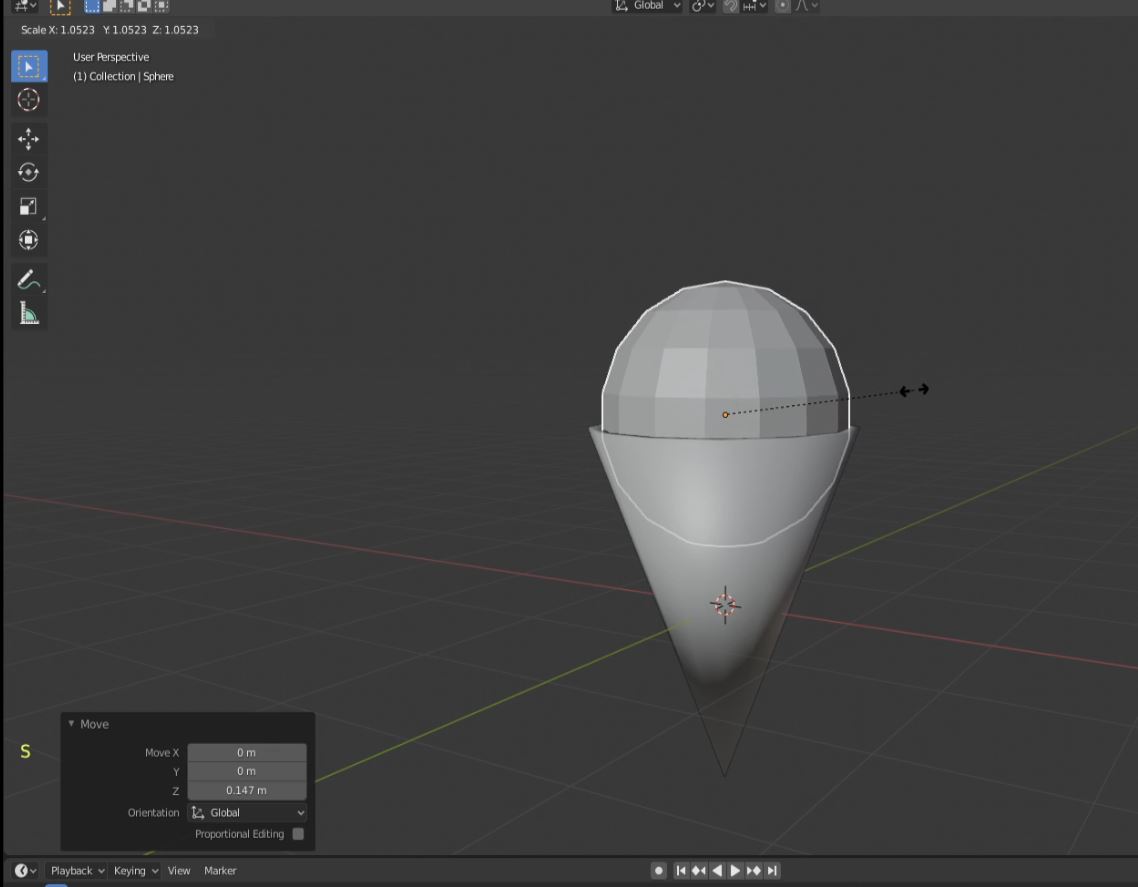 Global
Scale X: 1.0523 Y: 1.0523 Z: 1.0523
User Perspective
(1) Collection | Sphere
Move
Move X 0 m
Y 0 m
Z 0.147 m
Orientation Global
Proportional Editing
S
Playback Keying View Marker